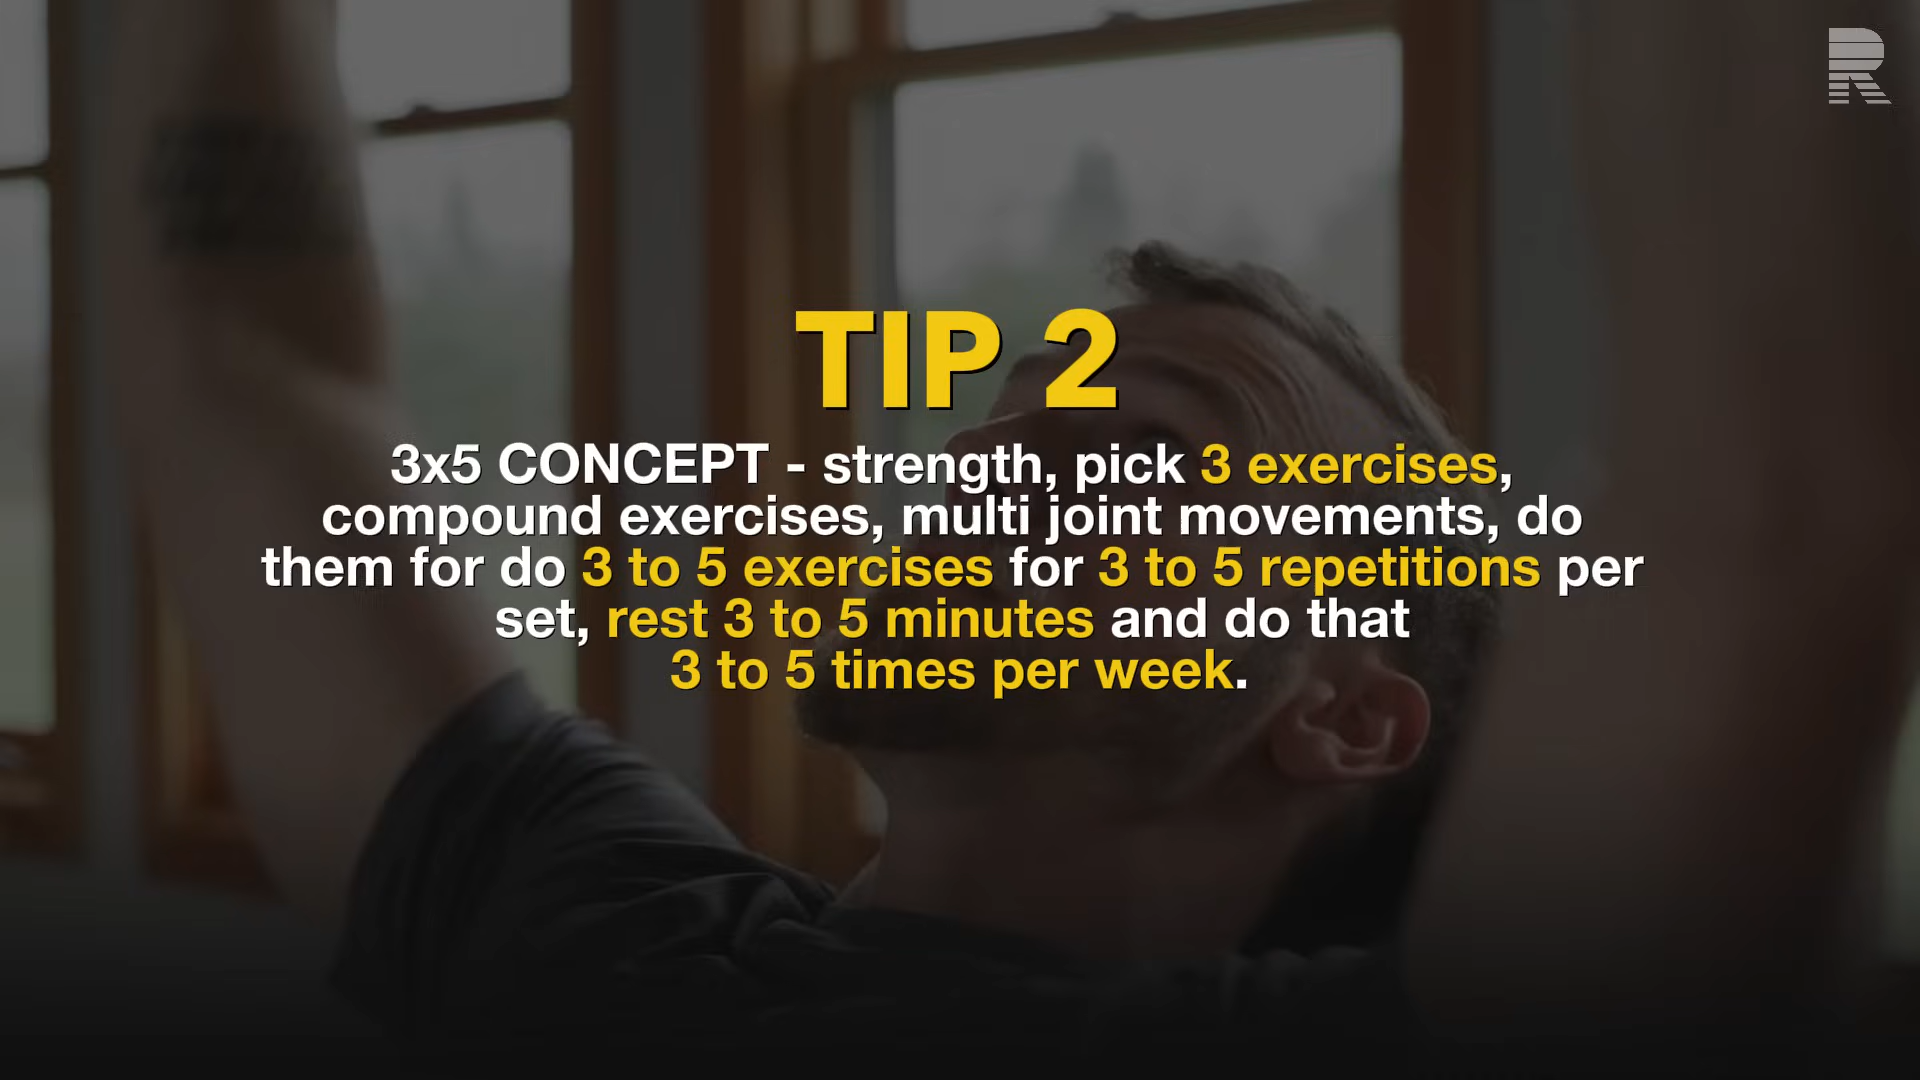 TIP 2
3x5 CONCEPT - strength, pick 3 exercises,
compound exercises, multi joint movements, do
them for do 3 to 5 exercises for 3 to 5 repetitions per
set, rest 3 to 5 minutes and do that
3 to 5 times per week.
R